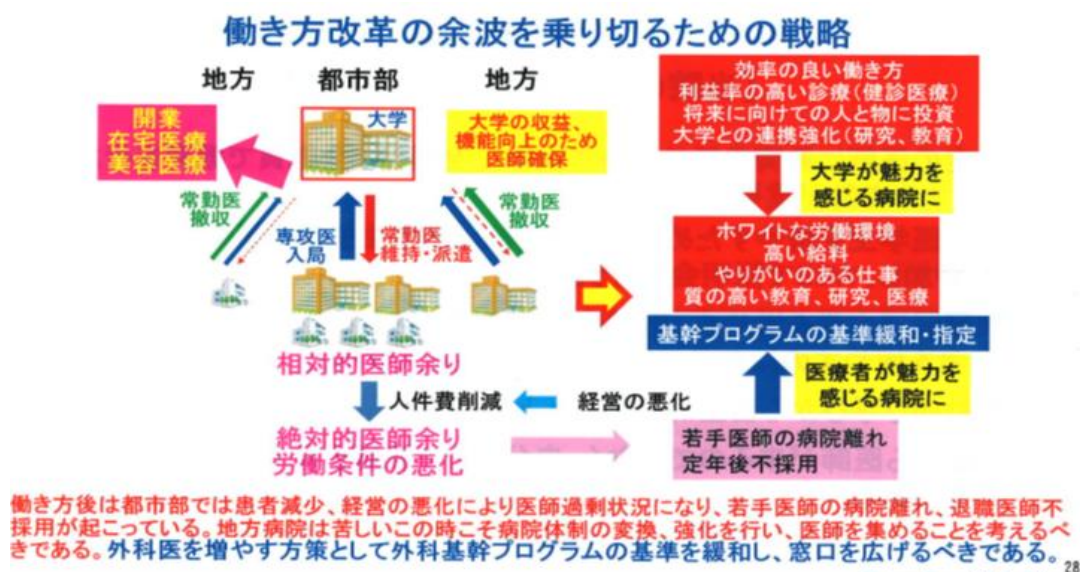 働き方改革の余波を乗り切るための戦略
地方
都市部
地方
開業
在宅医療
美容医療
大学
大学の収益、
機能向上のため
医師確保
効率の良い働き方
利益率の高い診療(健診医療)
将来に向けての人と物に投資
大学との連携強化(研究、教育)
大学が魅力を
感じる病院に
常勤医
撤収
専攻医
入局
常勤医
維持・派遣
常勤医
撤収
ホワイトな労働環境
高い給料
やりがいのある仕事
質の高い教育、研究、医療
基幹プログラムの基準緩和・指定
相対的医師余り
人件費削減
経営の悪化
医療者が魅力を
感じる病院に
絶対的医師余り
労働条件の悪化
若手医師の病院離れ
定年後不採用
働き方後は都市部では患者減少、経営の悪化により医師過剰状況になり、若手医師の病院離れ、退職医師不
採用が起こっている。地方病院は苦しいこの時こそ病院体制の変換、強化を行い、医師を集めることを考えるべ
きである。外科医を増やす方策として外科基幹プログラムの基準を緩和し、窓口を広げるべきである。
28